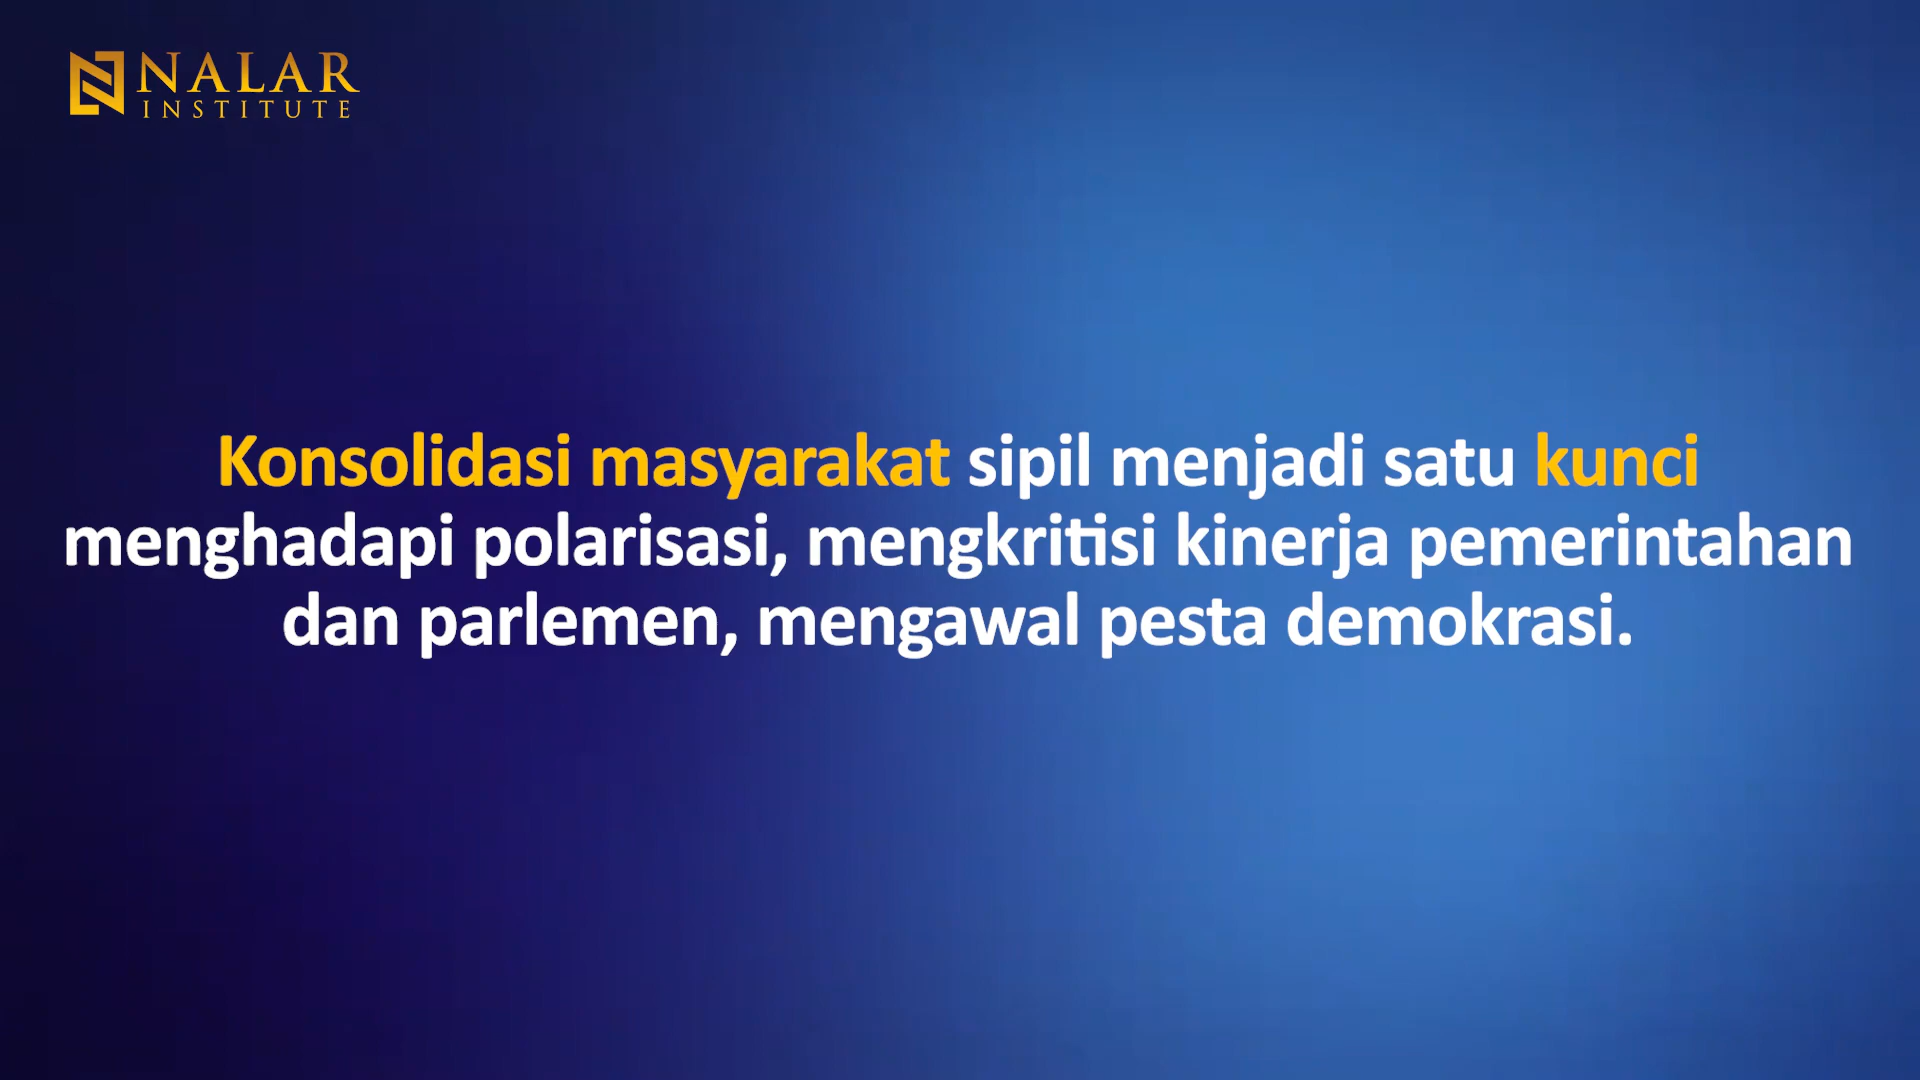 NALAR
INSTITUTE
Konsolidasi masyarakat sipil menjadi satu kunci
menghadapi polarisasi, mengkritisi kinerja pemerintahan
dan parlemen, mengawal pesta demokrasi.